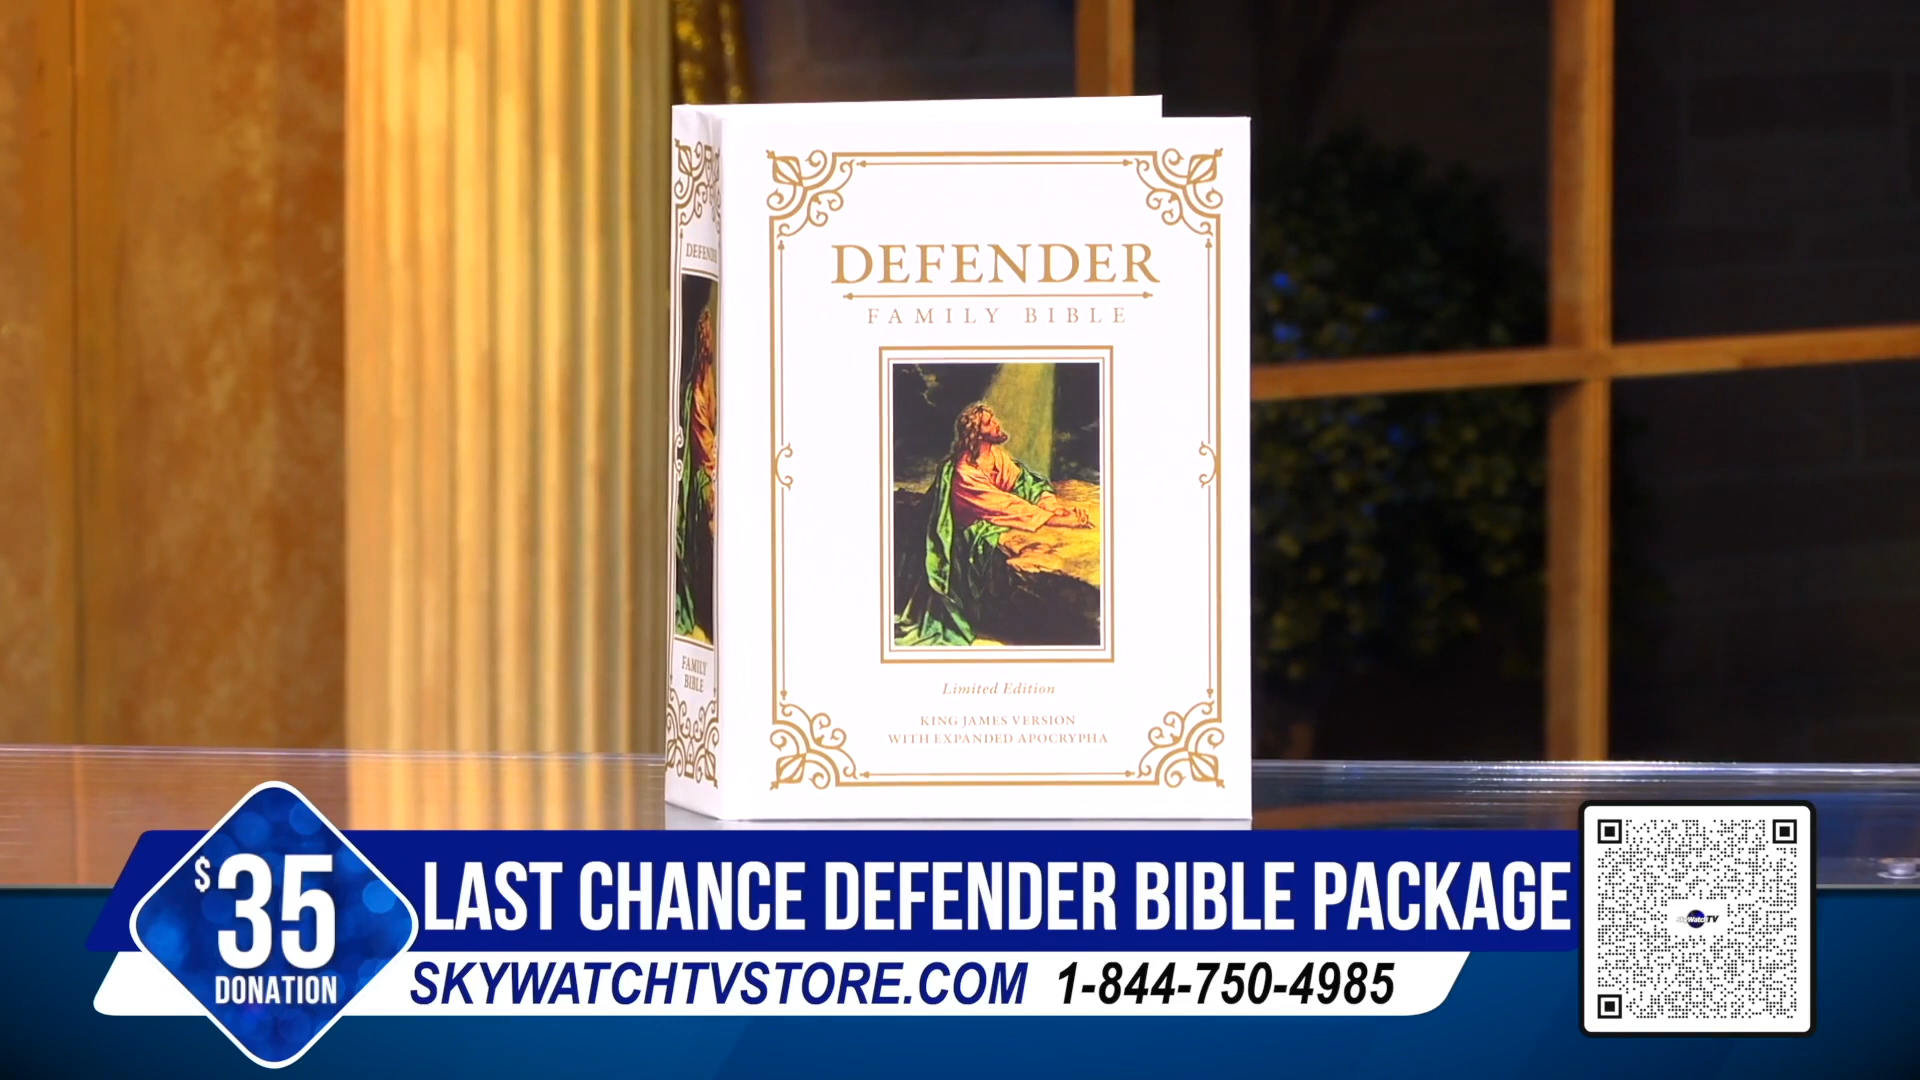 DEFENDER
FAMILY BIBLE
Limited Edition
KING JAMES VERSION
WITH EXPANDED APOCRYPHA
FAMILY
BIBLE
$35
DONATION
LAST CHANCE DEFENDER BIBLE PACKAGE
SKYWATCHTVSTORE.COM 1-844-750-4985
SkyWatchTV